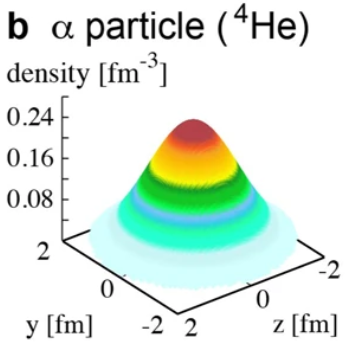 b α particle (⁴He)
density [fm⁻³]
0.24
0.16
0.08
2
0
-2
y [fm]
2
0
-2
z [fm]